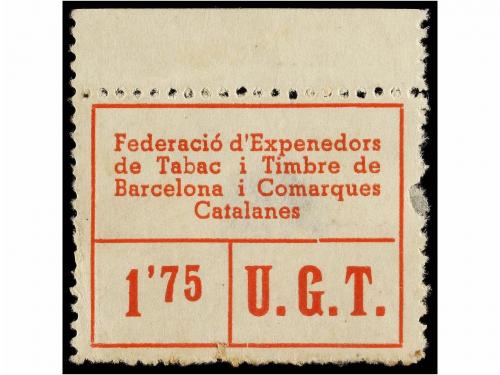 Federació d'Expenedors
de Tabac i Timbre de
Barcelona i Comarques
Catalanes
1'75 U.G.T.